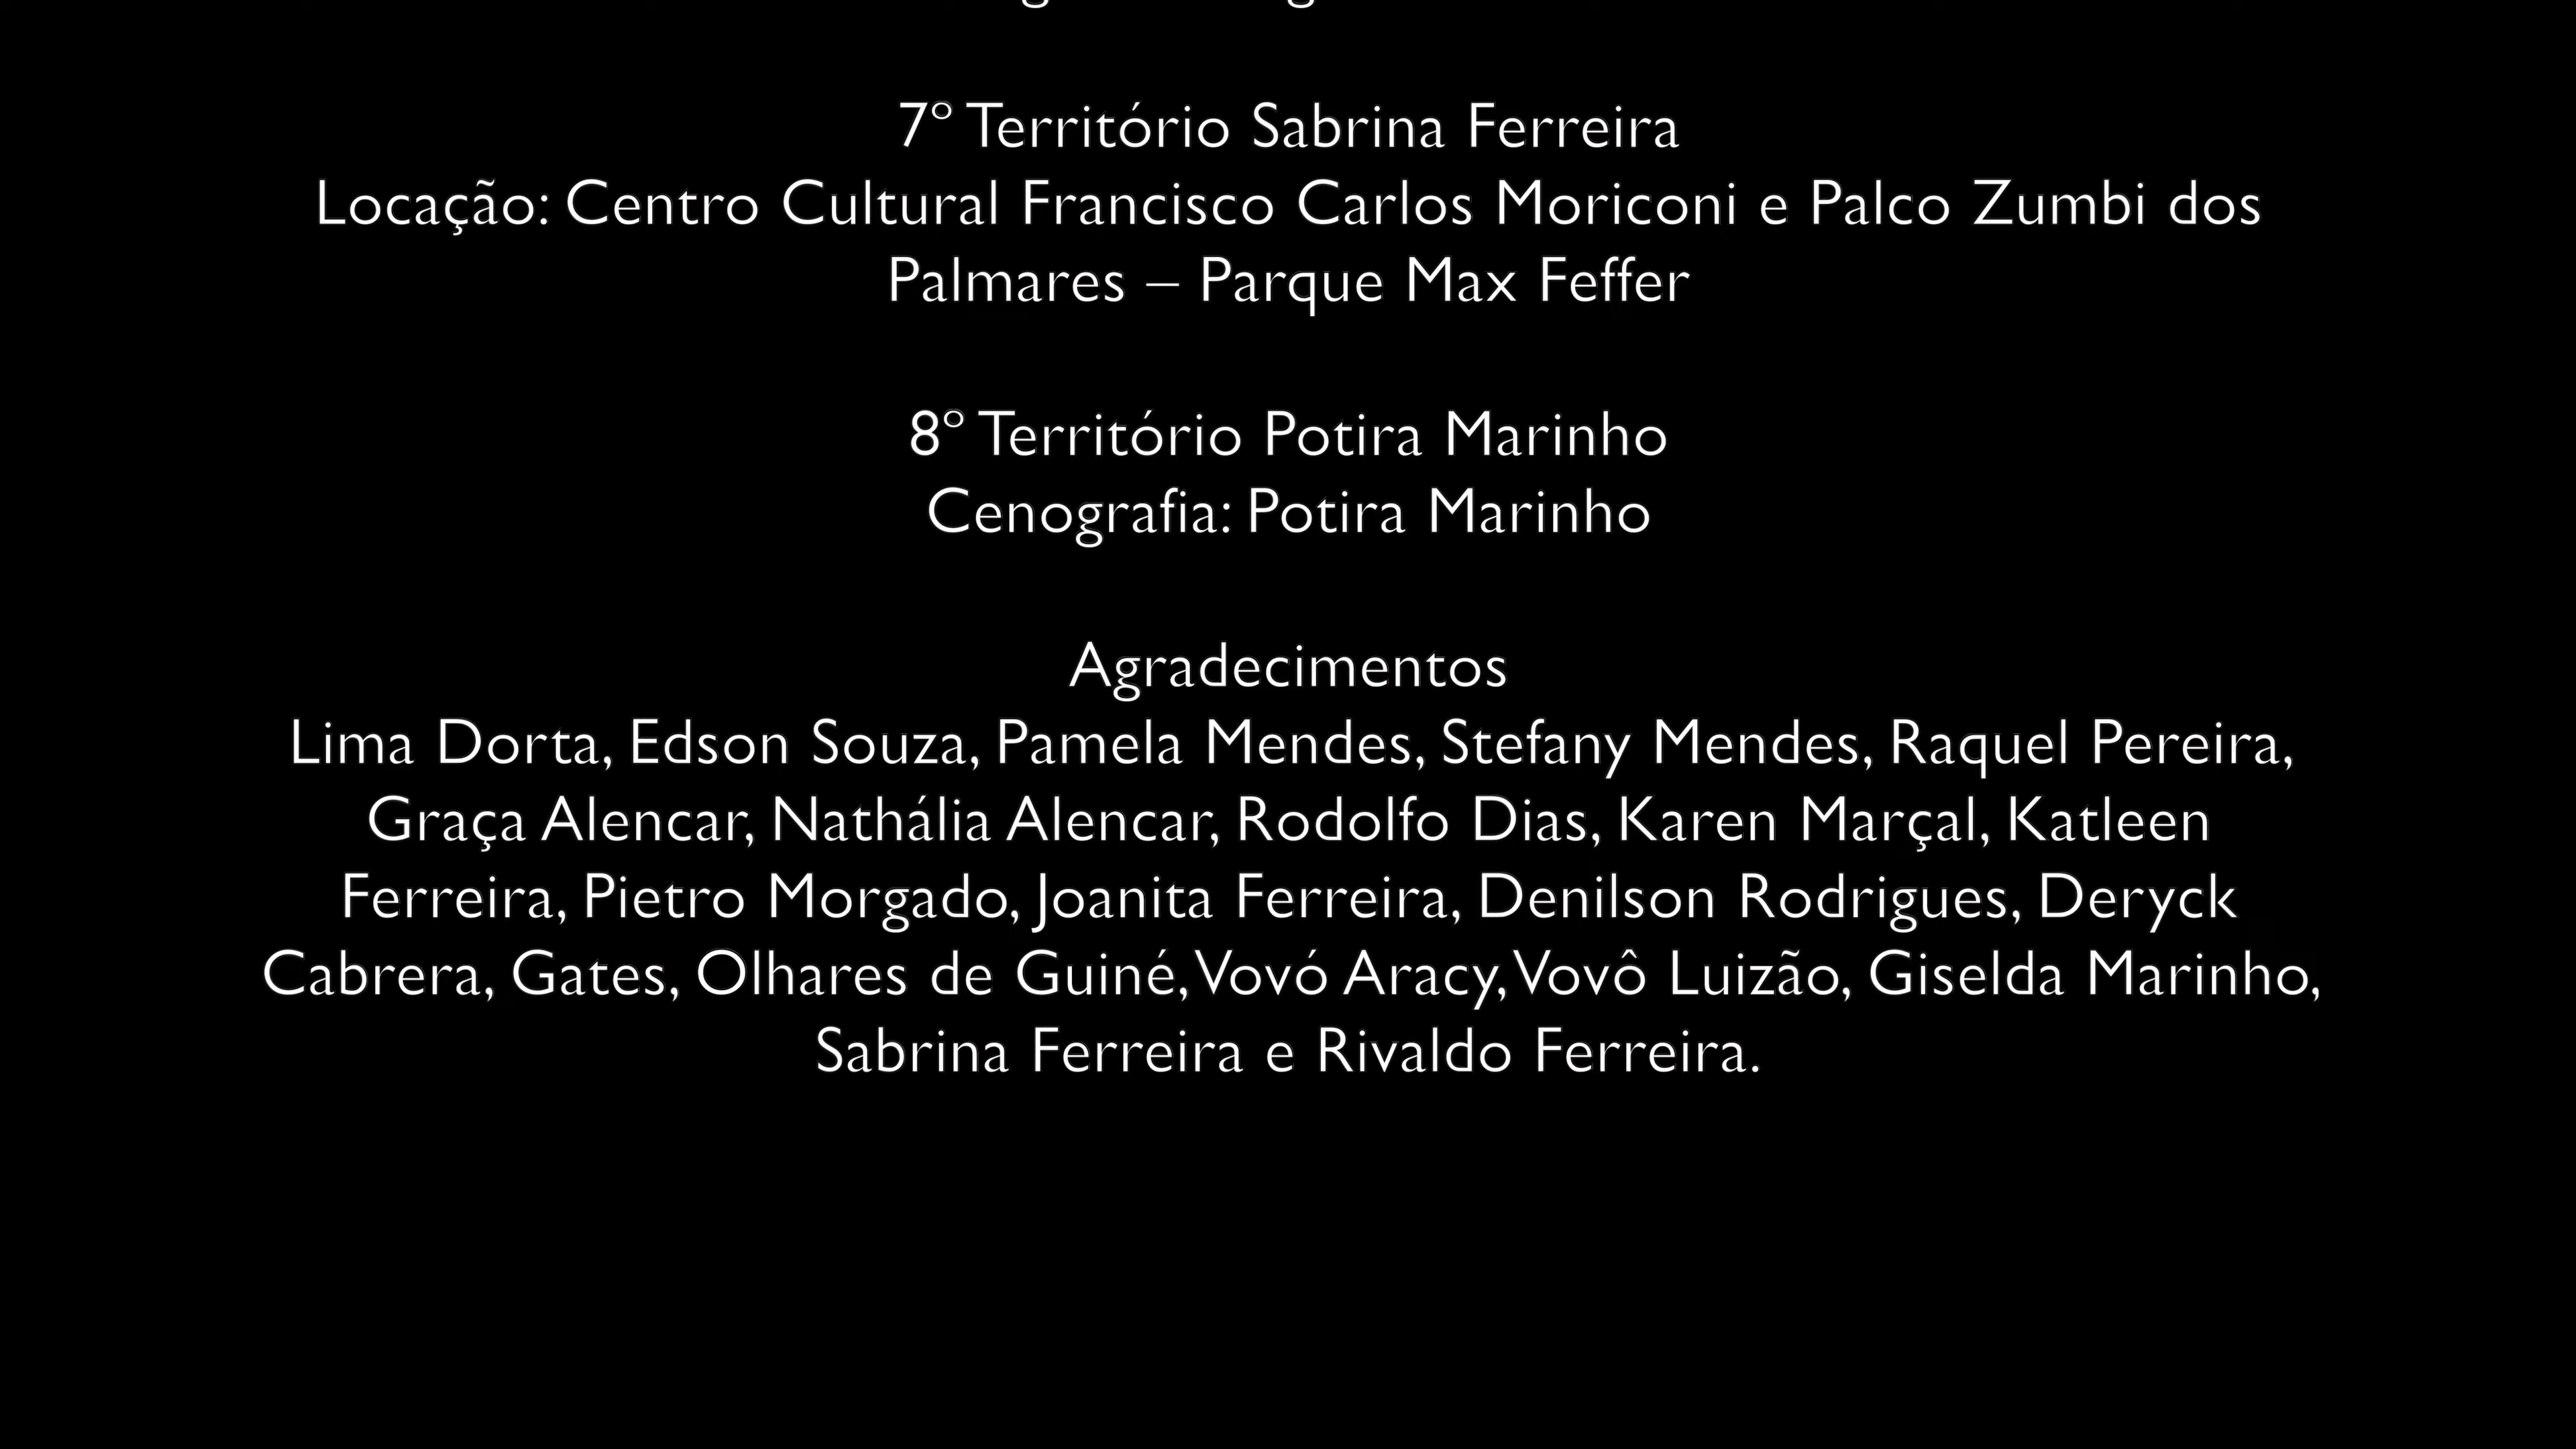 7º Território Sabrina Ferreira
Locação: Centro Cultural Francisco Carlos Moriconi e Palco Zumbi dos
Palmares – Parque Max Feffer
8º Território Potira Marinho
Cenografia: Potira Marinho
Agradecimentos
Lima Dorta, Edson Souza, Pamela Mendes, Stefany Mendes, Raquel Pereira,
Graça Alencar, Nathália Alencar, Rodolfo Dias, Karen Marçal, Katleen
Ferreira, Pietro Morgado, Joanita Ferreira, Denilson Rodrigues, Deryck
Cabrera, Gates, Olhares de Guiné, Vovó Aracy, Vovô Luizão, Giselda Marinho,
Sabrina Ferreira e Rivaldo Ferreira.